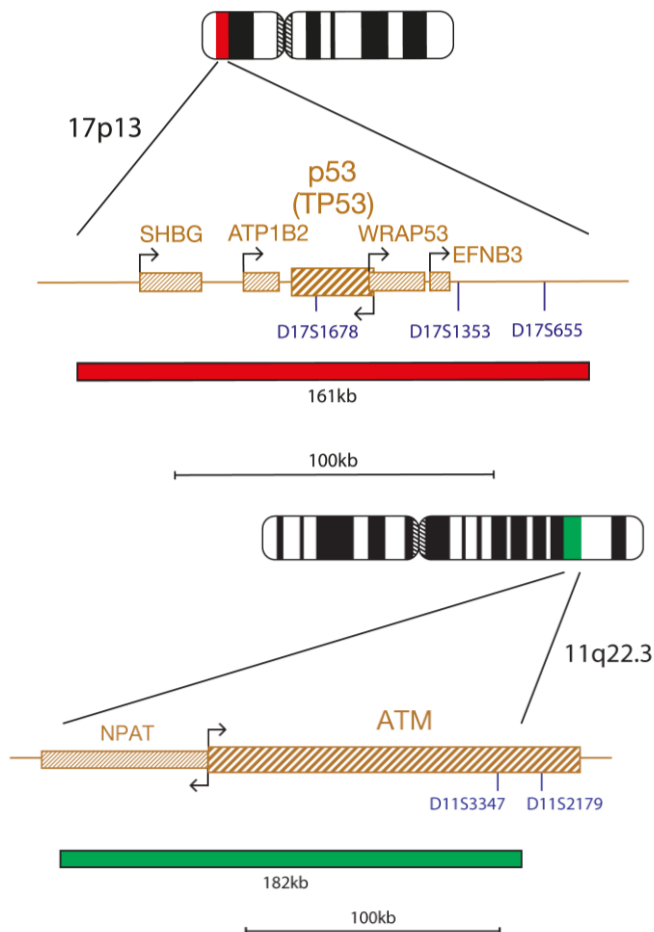 17p13
p53
(TP53)
SHBG
ATP1B2
WRAP53
EFNB3
D17S1678
D17S1353
D17S655
161kb
100kb
11q22.3
NPAT
ATM
D11S3347
D11S2179
182kb
100kb